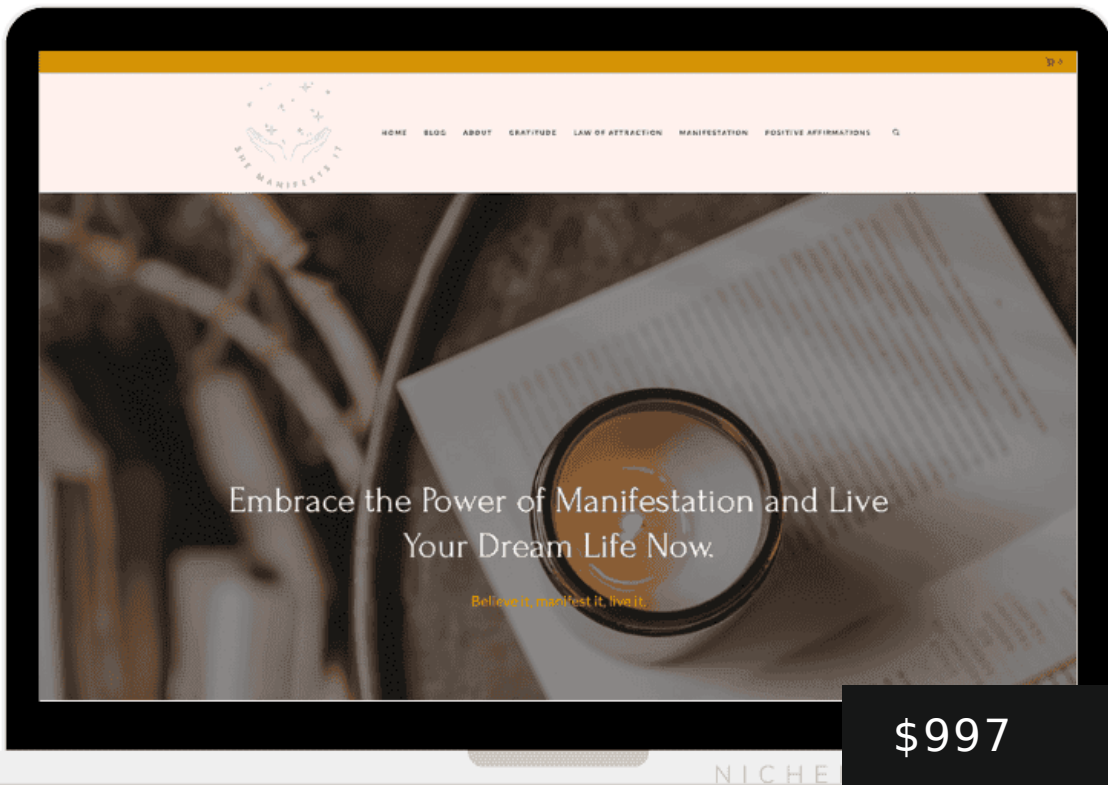 0
HOME BLOG ABOUT GRATITUDE LAW OF ATTRACTION MANIFESTATION POSITIVE AFFIRMATIONS
SHE MANIFESTS IT
Embrace the Power of Manifestation and Live
Your Dream Life Now.
Believe it, manifest it, live it.
$997
NICHE